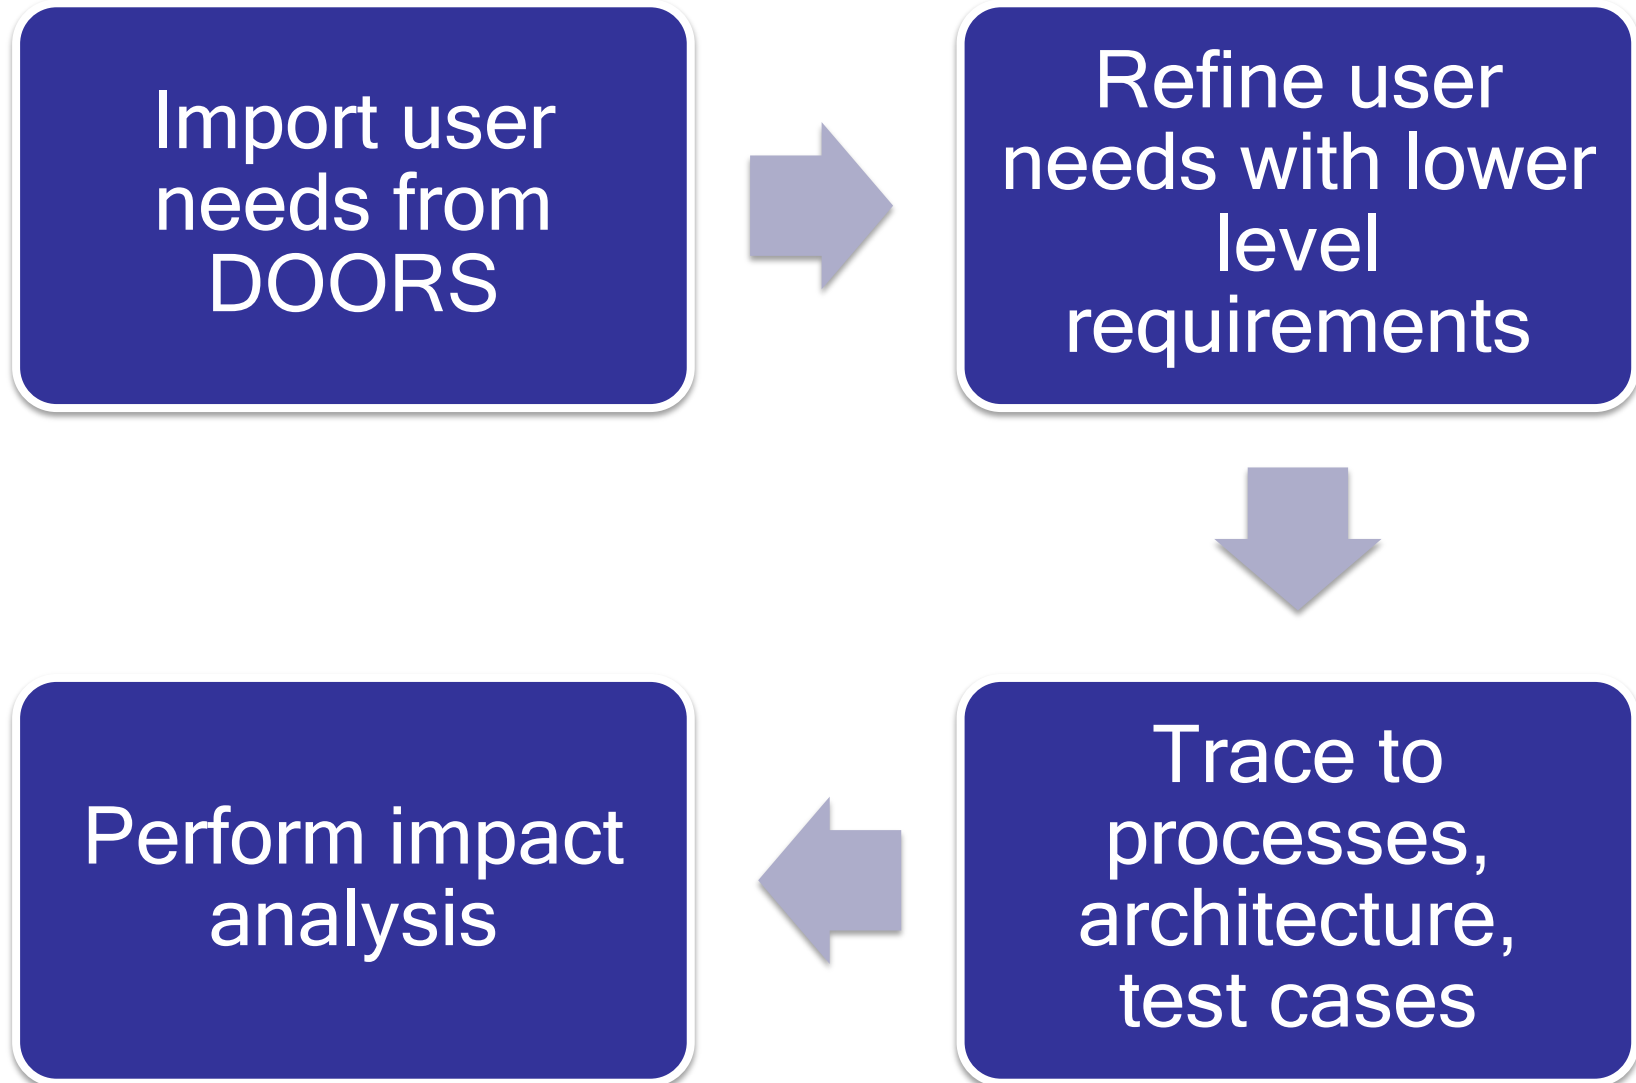 Import user
needs from
DOORS
Refine user
needs with lower
level
requirements
Trace to
processes,
architecture,
test cases
Perform impact
analysis